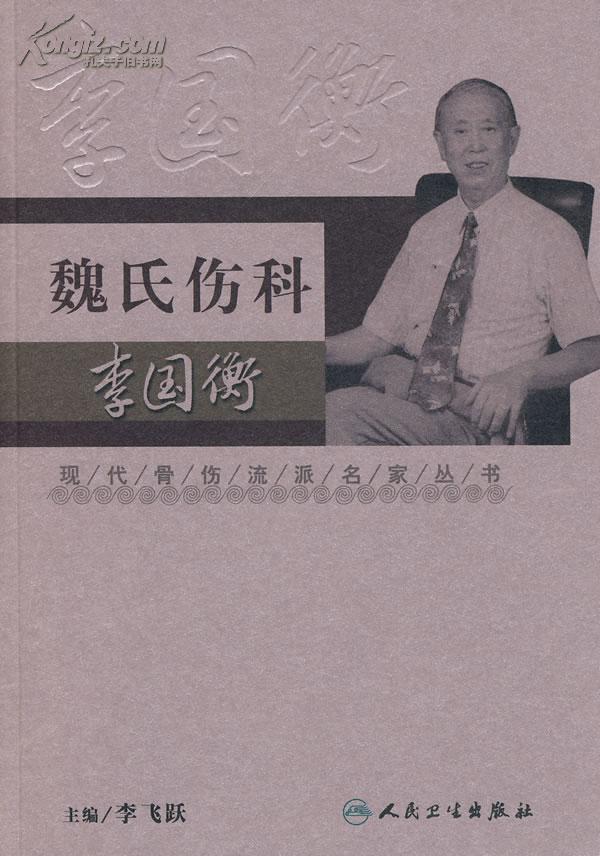 Kongfz.com
孔夫子旧书网
李国衡
魏氏伤科
李国衡
现/代/骨/伤/流/派/名/家/丛/书
主编/李飞跃
人民卫生出版社